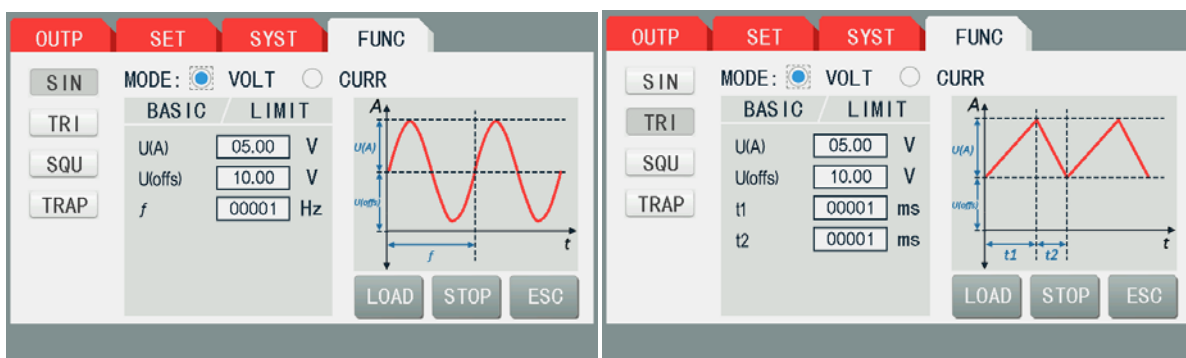 OUTP SET SYST FUNC
SIN MODE: VOLT CURR
TRI BASIC / LIMIT
SQU U(A) 05.00 V
U(offs) 10.00 V
TRAP f 00001 Hz
A
U(A)
U(offs)
f
t
LOAD STOP ESC
OUTP SET SYST FUNC
SIN MODE: VOLT CURR
TRI BASIC / LIMIT
SQU U(A) 05.00 V
U(offs) 10.00 V
TRAP t1 00001 ms
t2 00001 ms
A
U(A)
U(offs)
t1 t2
t
LOAD STOP ESC